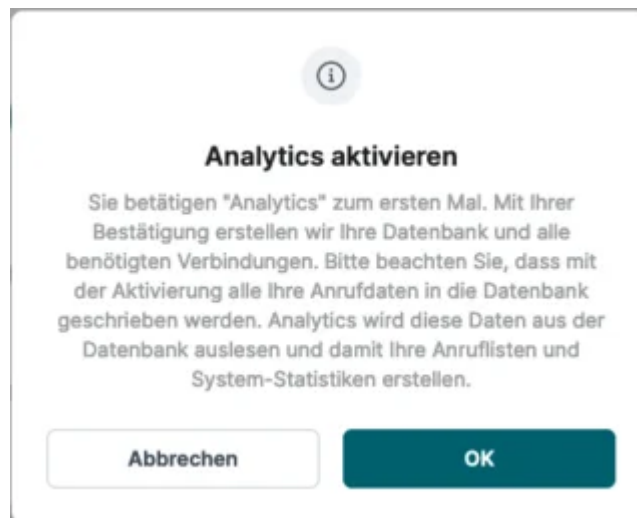 Analytics aktivieren
Sie betätigen "Analytics" zum ersten Mal. Mit Ihrer
Bestätigung erstellen wir Ihre Datenbank und alle
benötigten Verbindungen. Bitte beachten Sie, dass mit
der Aktivierung alle Ihre Anrufdaten in die Datenbank
geschrieben werden. Analytics wird diese Daten aus der
Datenbank auslesen und damit Ihre Anruflisten und
System-Statistiken erstellen.
Abbrechen
OK